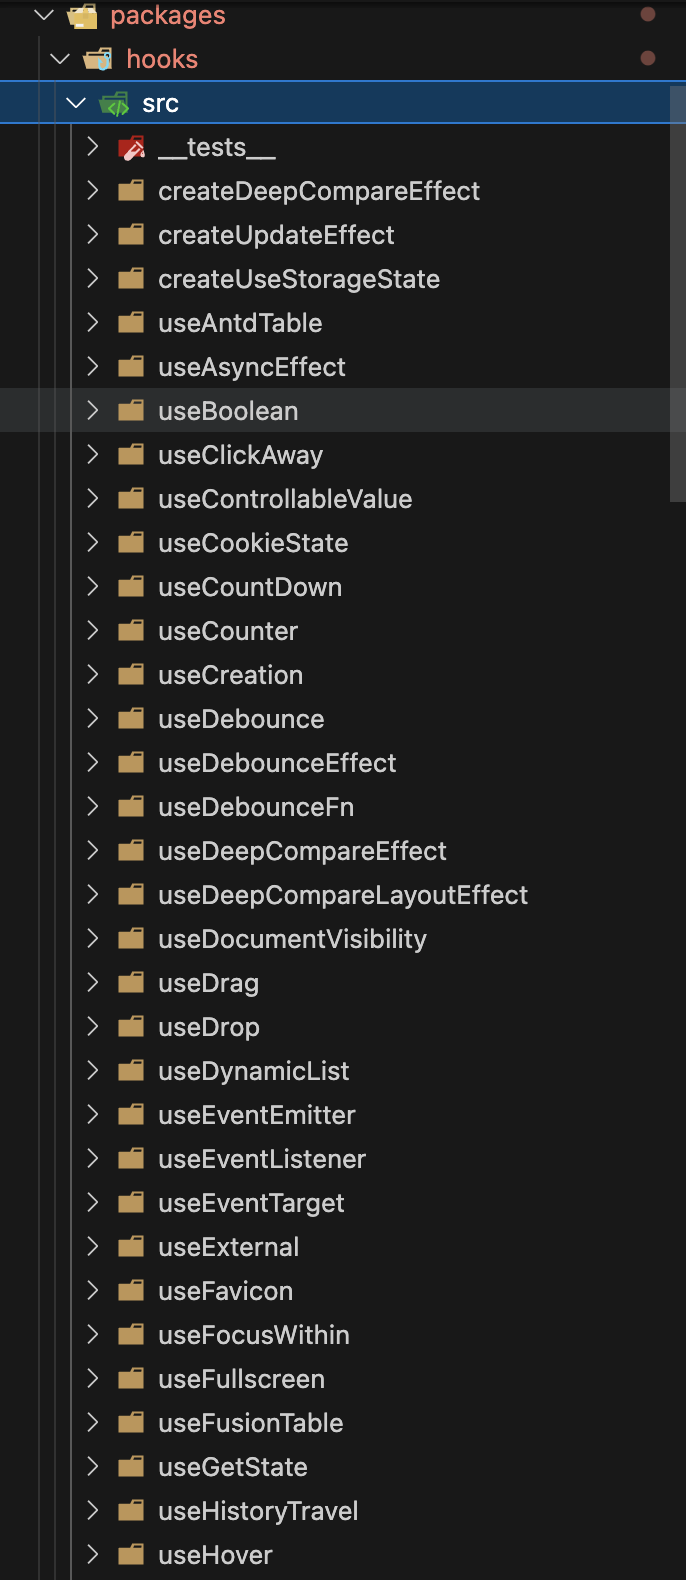 packages
hooks
src
__tests__
createDeepCompareEffect
createUpdateEffect
createUseStorageState
useAntdTable
useAsyncEffect
useBoolean
useClickAway
useControllableValue
useCookieState
useCountDown
useCounter
useCreation
useDebounce
useDebounceEffect
useDebounceFn
useDeepCompareEffect
useDeepCompareLayoutEffect
useDocumentVisibility
useDrag
useDrop
useDynamicList
useEventEmitter
useEventListener
useEventTarget
useExternal
useFavicon
useFocusWithin
useFullscreen
useFusionTable
useGetState
useHistoryTravel
useHover